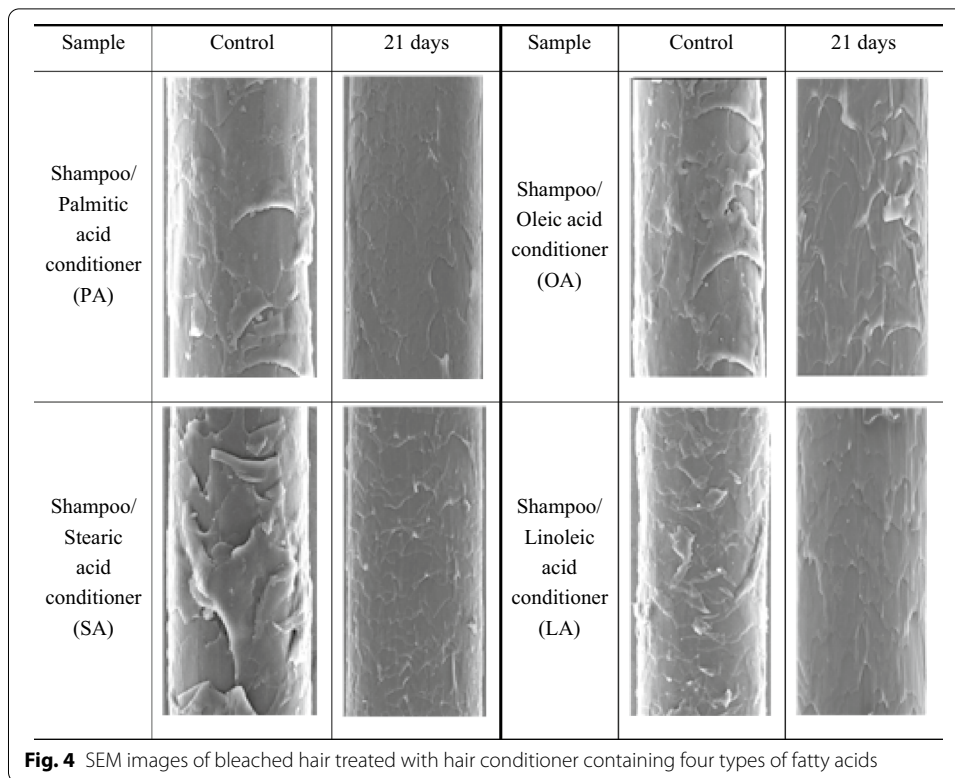 Sample Control 21 days Sample Control 21 days
Shampoo/
Palmitic
acid
conditioner
(PA)
Shampoo/
Oleic acid
conditioner
(OA)
Shampoo/
Stearic
acid
conditioner
(SA)
Shampoo/
Linoleic
acid
conditioner
(LA)
Fig. 4 SEM images of bleached hair treated with hair conditioner containing four types of fatty acids